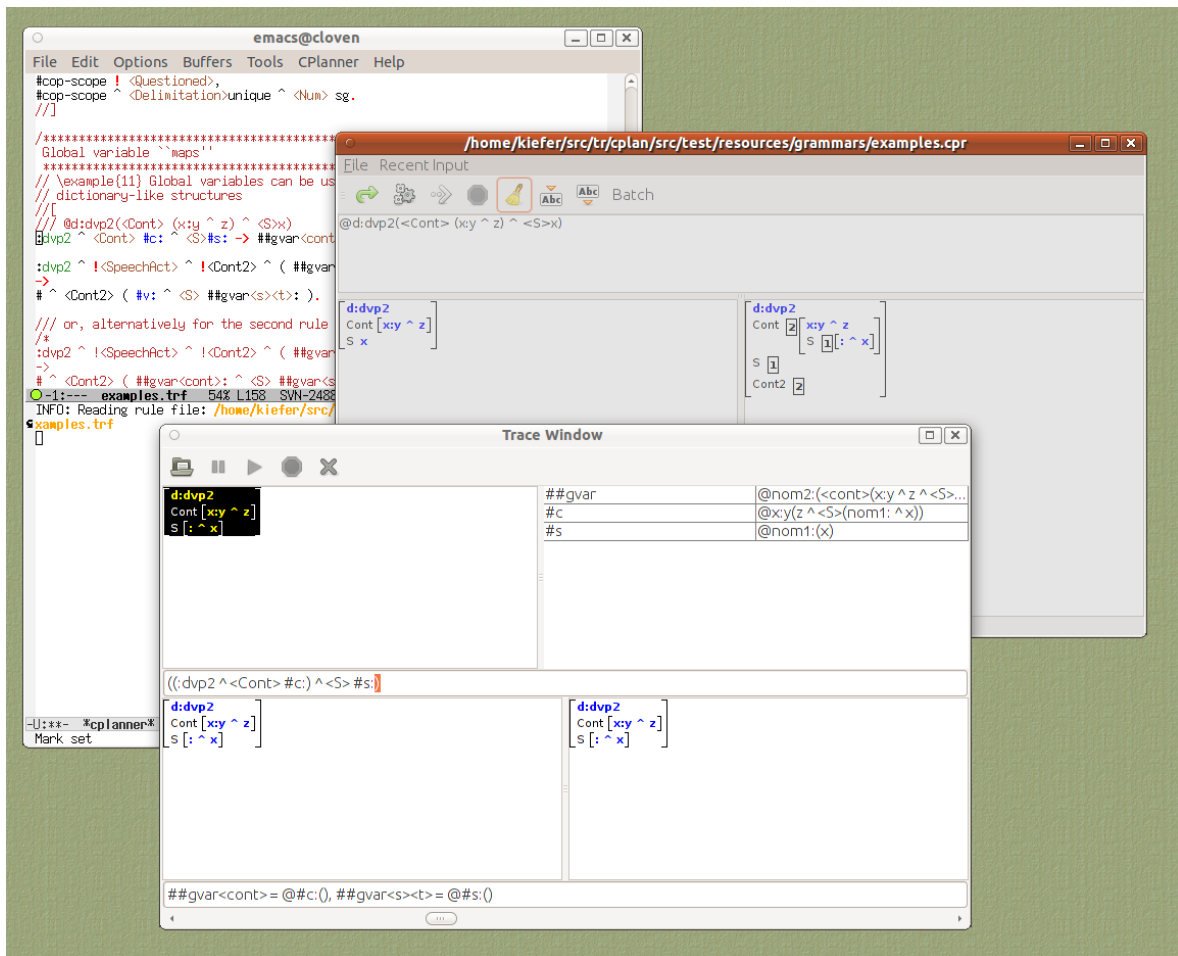 emacs@cloven
File Edit Options Buffers Tools CPlanner Help
#cop-scope ! <Questioned>,
#cop-scope ^ <Delimitation>unique ^ <Num> sg.
//]
Global variable ``maps''
// \example{11} Global variables can be us
// dictionary-like structures
//[
/// @d:dvp2(<Cont> (x:y ^ z) ^ <S>x)
:dvp2 ^ <Cont> #c: ^ <S>#s: -> ##gvar<cont
:dvp2 ^ !<SpeechAct> ^ !<Cont2> ^ ( ##gvar
->
# ^ <Cont2> ( #v: ^ <S> ##gvar<s><t>: ).
/// or, alternatively for the second rule
/*
:dvp2 ^ !<SpeechAct> ^ !<Cont2> ^ ( ##gvar
->
# ^ <Cont2> ( ##gvar<cont>: ^ <S> ##gvar<s
-1:--- examples.trf 54% L158 SVN-2488
INFO: Reading rule file: /home/kiefer/src/
xamples.trf
-U:**- *cplanner*
Mark set
/home/kiefer/src/tr/cplan/src/test/resources/grammars/examples.cpr
File Recent Input
Abc Abc Batch
@d:dvp2(<Cont> (x:y ^ z) ^ <S>x)
d:dvp2
Cont [x:y ^ z]
S x
d:dvp2
Cont 2 [x:y ^ z
S 1 [: ^ x]]
S 1
Cont2 2
Trace Window
d:dvp2
Cont [x:y ^ z]
S [: ^ x]
##gvar @nom2:(<cont>(x:y ^ z ^ <S>...
#c @x:y(z ^ <S>(nom1: ^ x))
#s @nom1:(x)
((:dvp2 ^ <Cont> #c:) ^ <S> #s:)
d:dvp2
Cont [x:y ^ z]
S [: ^ x]
d:dvp2
Cont [x:y ^ z]
S [: ^ x]
##gvar<cont> = @#c:(), ##gvar<s><t> = @#s:()